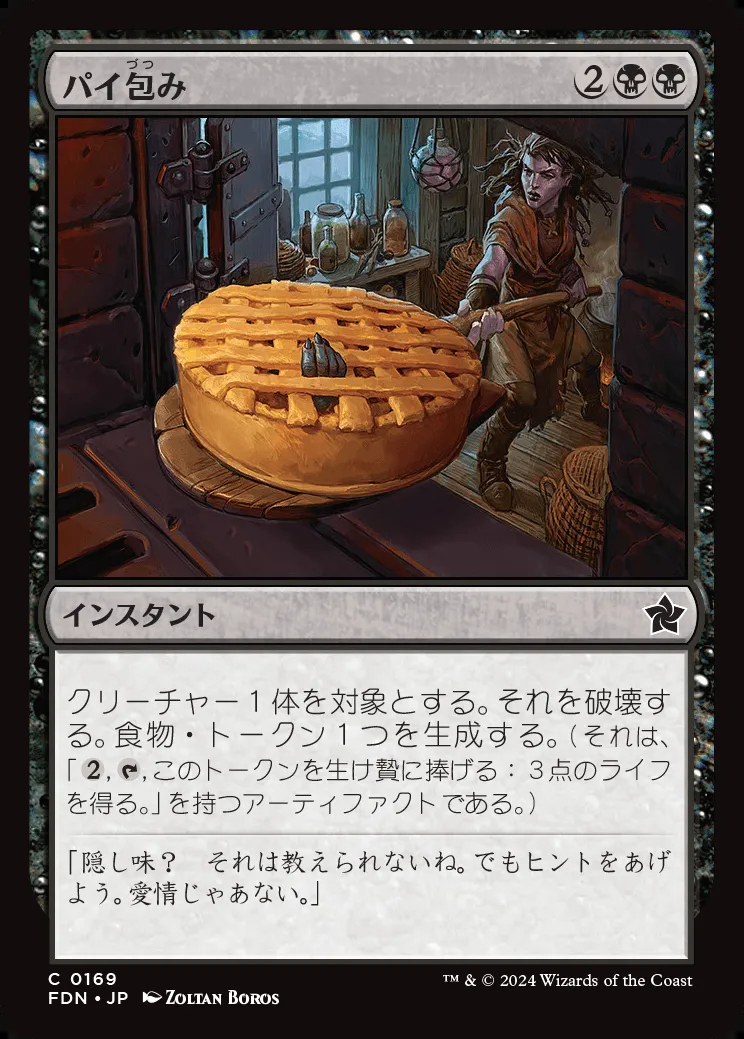 パイ包み
づつ
2
インスタント
クリーチャー１体を対象とする。それを破壊す
る。食物・トークン１つを生成する。（それは、
「2, ,このトークンを生け贄に捧げる：３点のライフ
を得る。」を持つアーティファクトである。）
「隠し味？　それは教えられないね。でもヒントをあげ
よう。愛情じゃあない。」
C 0169
FDN • JP ZOLTAN BOROS
™ & © 2024 Wizards of the Coast